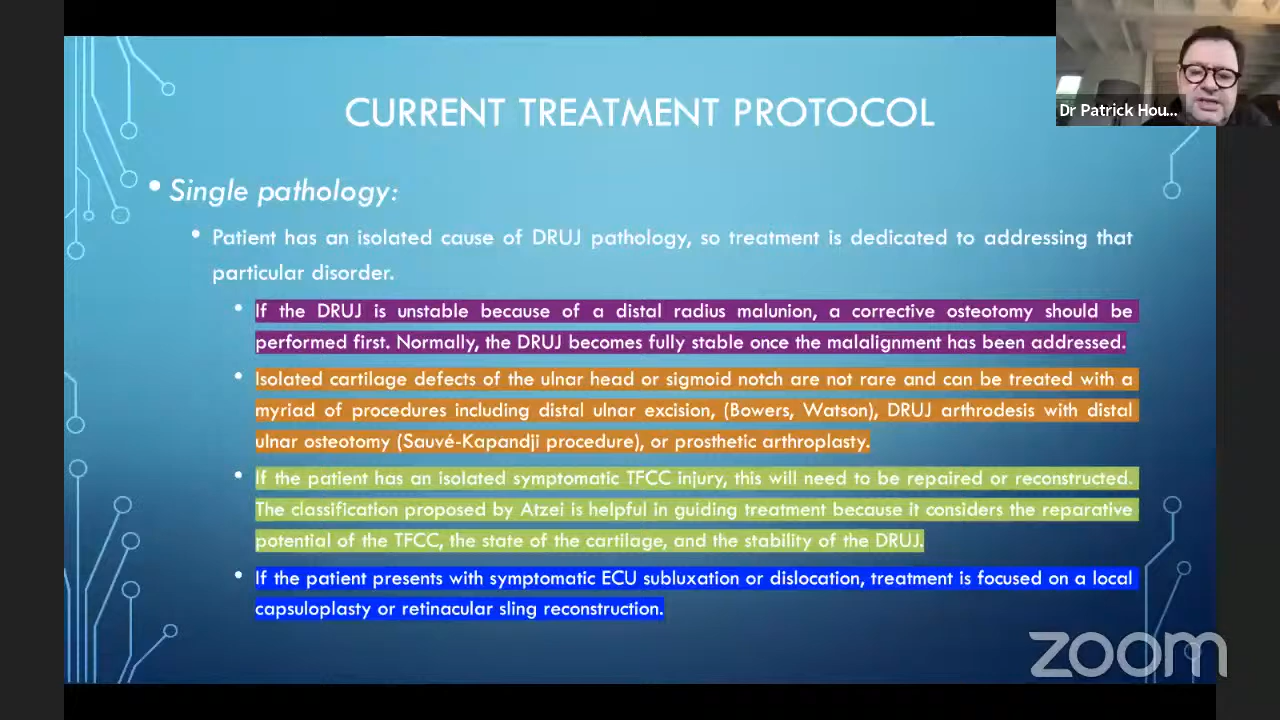 CURRENT TREATMENT PROTOCOL
Dr Patrick Hou...
• Single pathology:
• Patient has an isolated cause of DRUJ pathology, so treatment is dedicated to addressing that
particular disorder.
• If the DRUJ is unstable because of a distal radius malunion, a corrective osteotomy should be
performed first. Normally, the DRUJ becomes fully stable once the malalignment has been addressed.
• Isolated cartilage defects of the ulnar head or sigmoid notch are not rare and can be treated with a
myriad of procedures including distal ulnar excision, (Bowers, Watson), DRUJ arthrodesis with distal
ulnar osteotomy (Sauvé-Kapandji procedure), or prosthetic arthroplasty.
• If the patient has an isolated symptomatic TFCC injury, this will need to be repaired or reconstructed.
The classification proposed by Atzei is helpful in guiding treatment because it considers the reparative
potential of the TFCC, the state of the cartilage, and the stability of the DRUJ.
• If the patient presents with symptomatic ECU subluxation or dislocation, treatment is focused on a local
capsuloplasty or retinacular sling reconstruction.
zoom